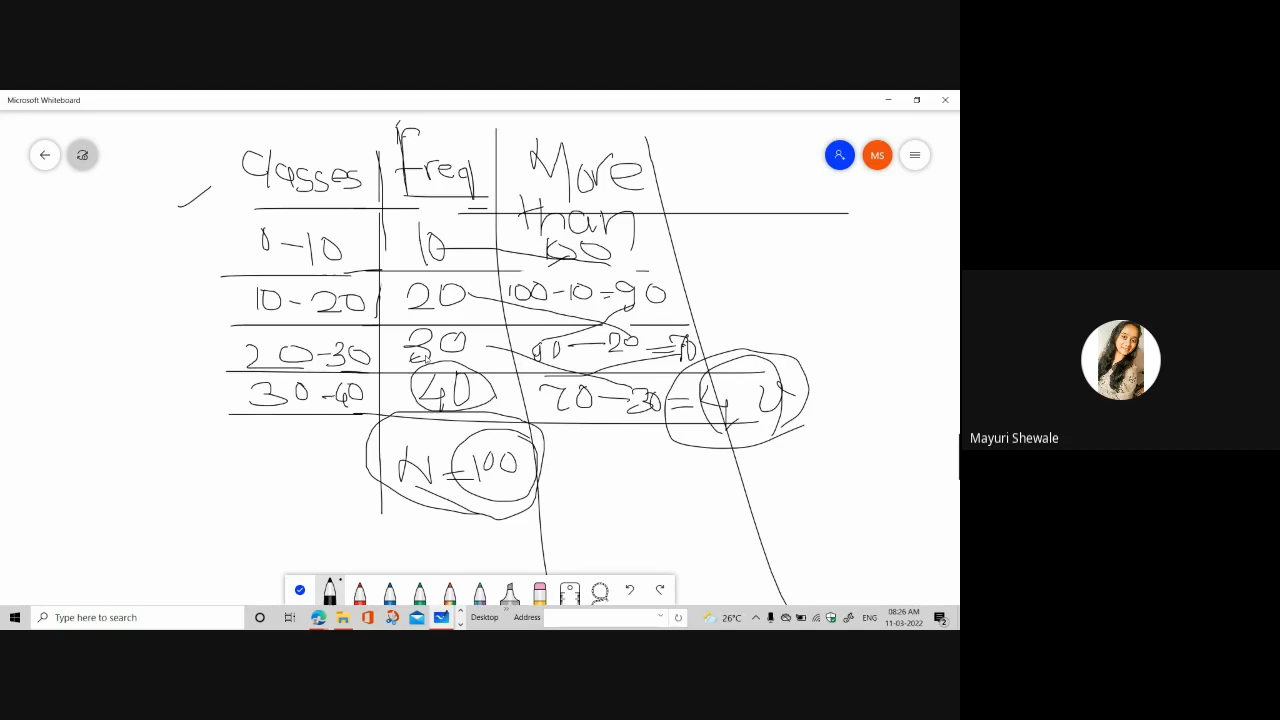 Microsoft Whiteboard
MS
Classes freq More
than
0-10 10 100
10-20 20 100-10=90
20-30 30 90-20=70
30-40 40 70-30=40
N=100
Mayuri Shewale
Type here to search
Desktop
Address
26°C
ENG
08:26 AM
11-03-2022
2